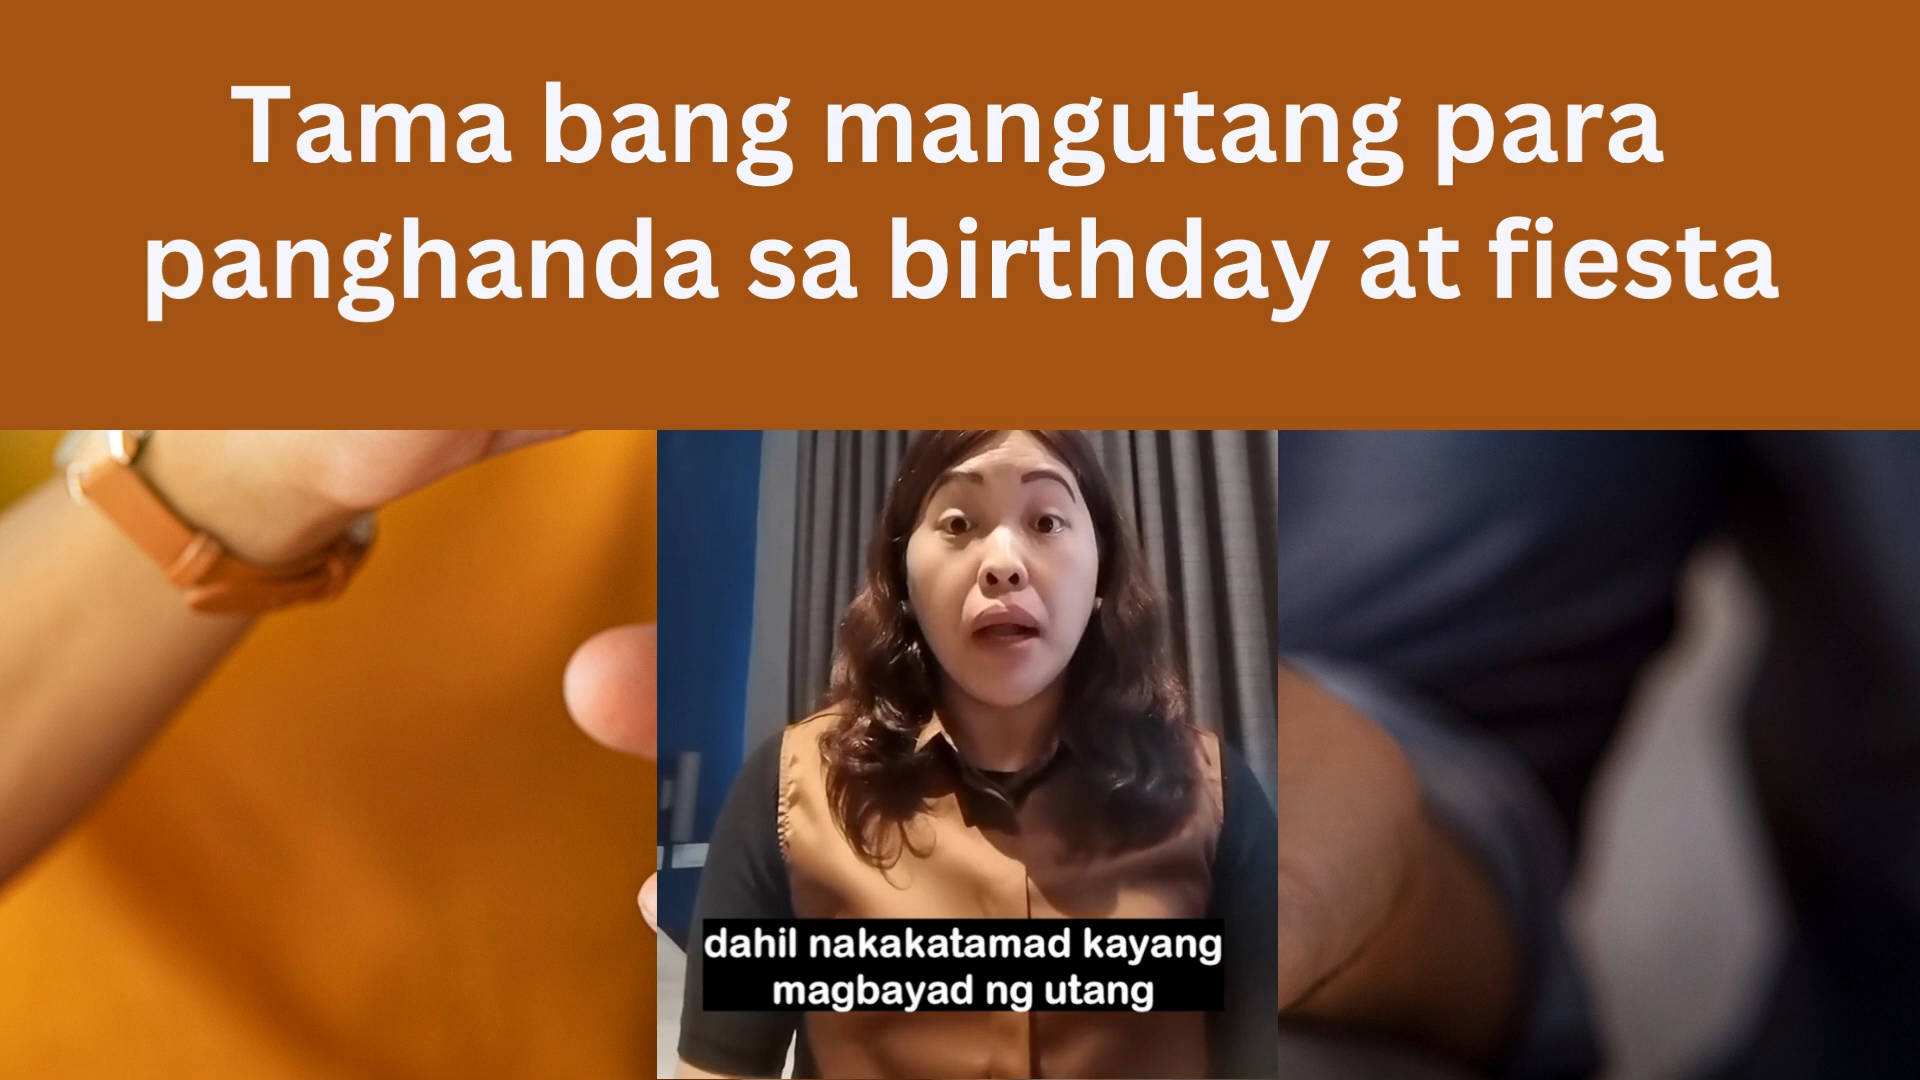 Tama bang mangutang para
panghanda sa birthday at fiesta
dahil nakakatamad kayang
magbayad ng utang